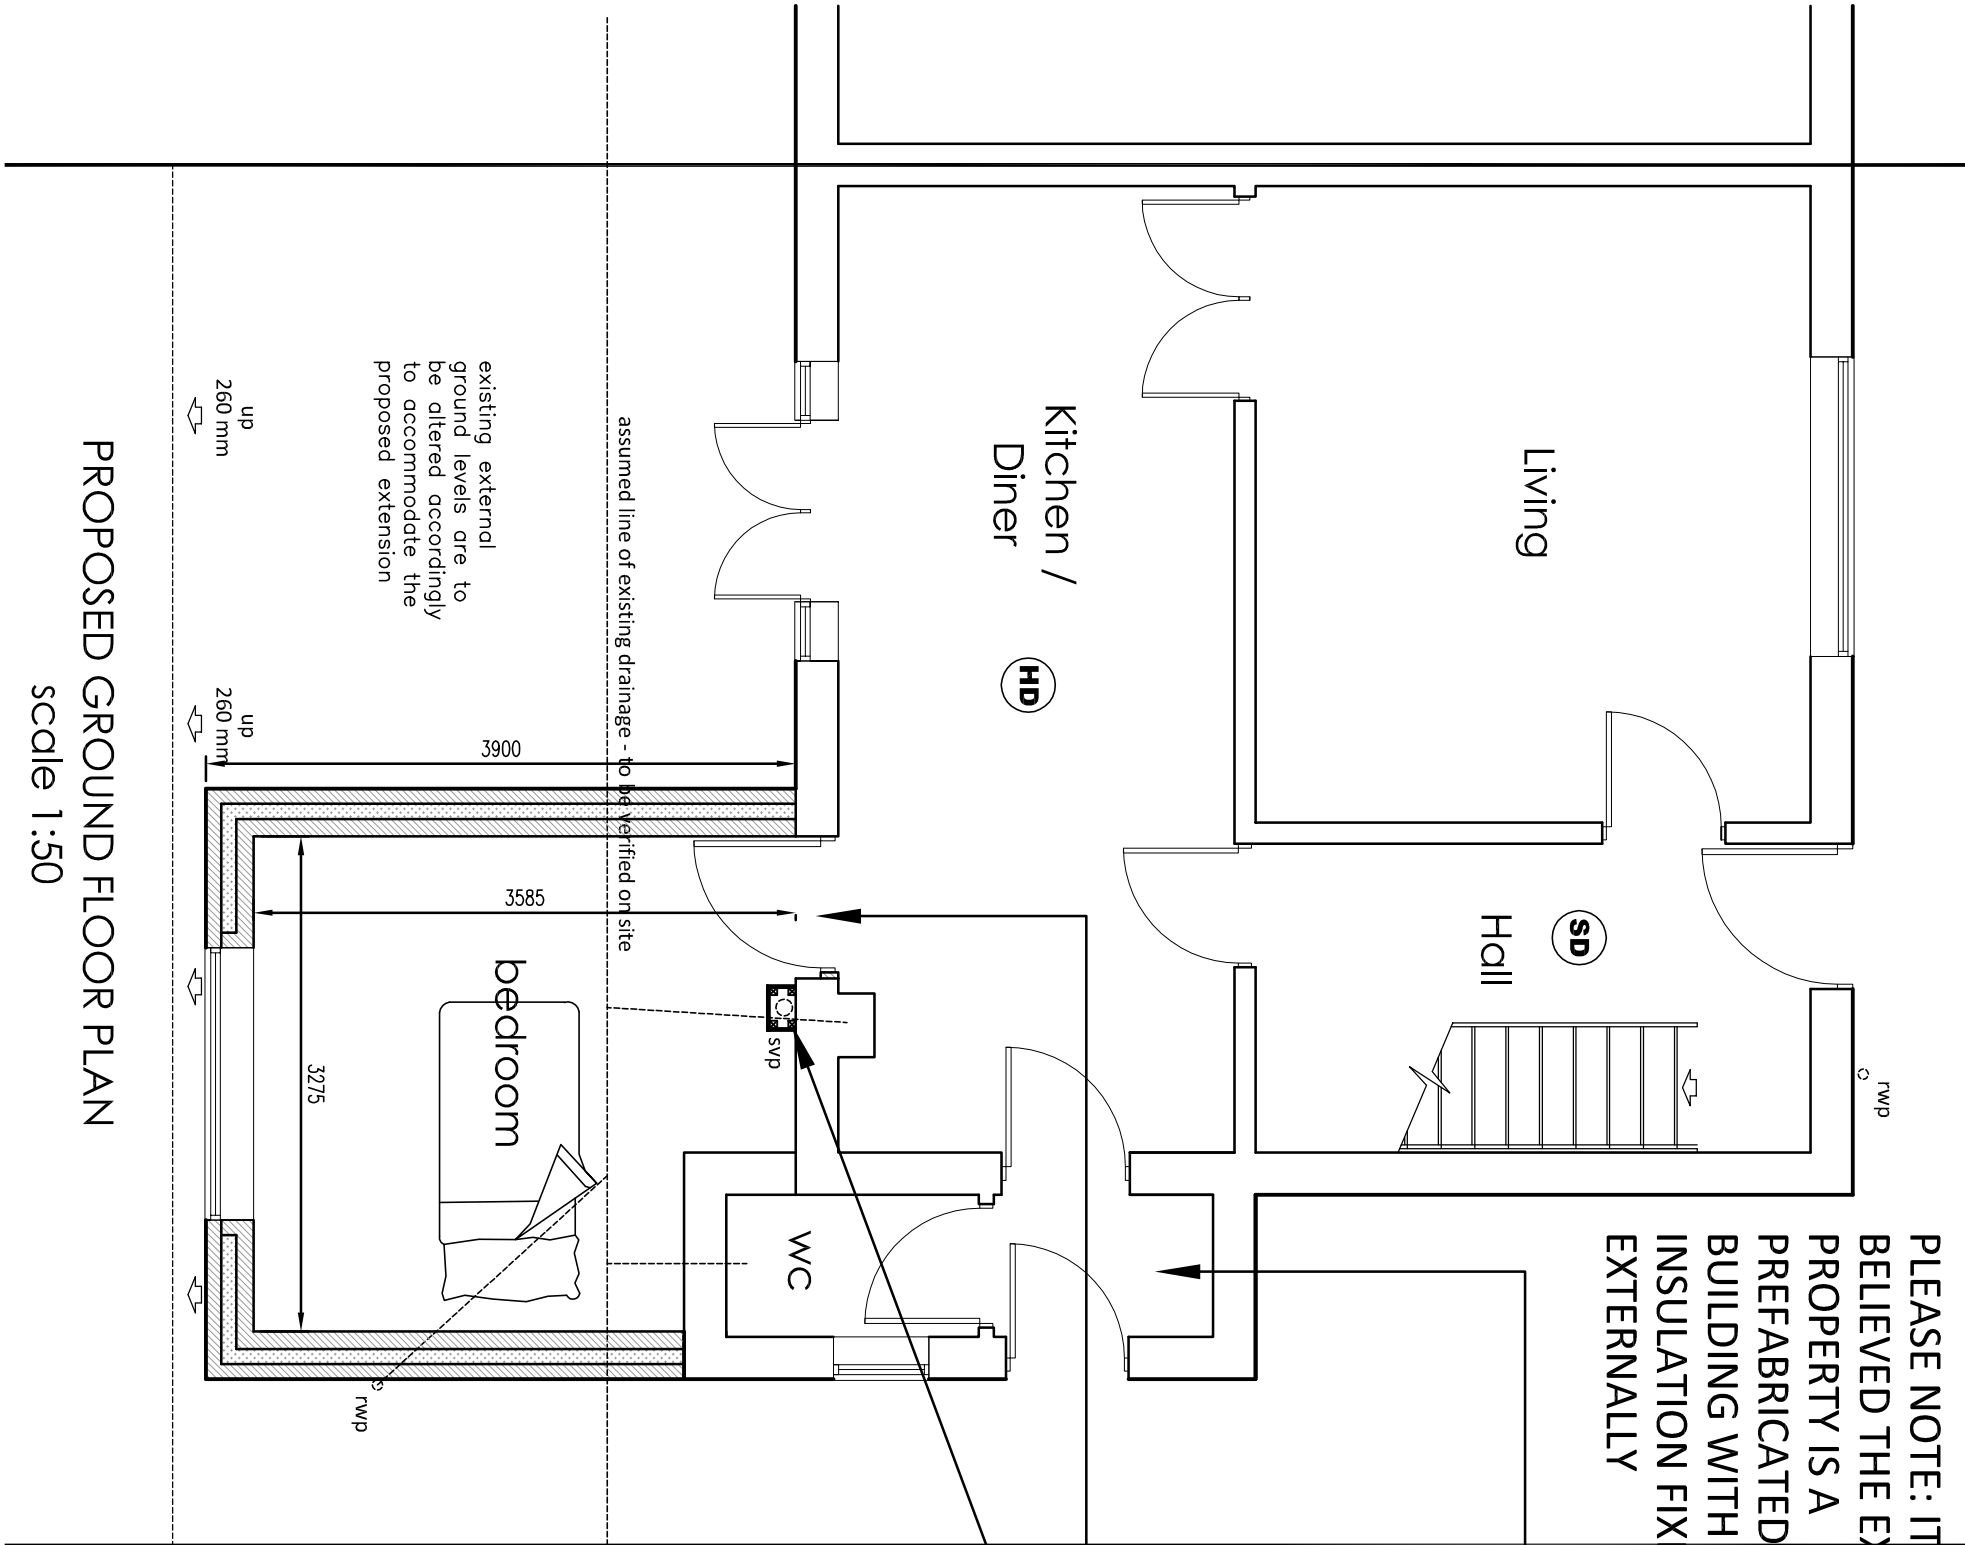 PLEASE NOTE: IT
BELIEVED THE EX
PROPERTY IS A
PREFABRICATED
BUILDING WITH
INSULATION FIX
EXTERNALLY
rwp
Living
SD
Hall
Kitchen /
Diner
HD
svp
WC
assumed line of existing drainage - to be verified on site
existing external
ground levels are to
be altered accordingly
to accommodate the
proposed extension
3900
3585
bedroom
3275
rwp
up
260 mm
up
260 mm
PROPOSED GROUND FLOOR PLAN
scale 1:50